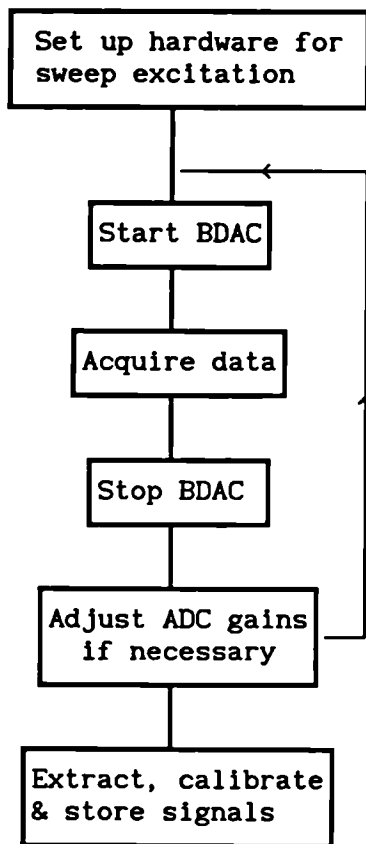 Set up hardware for
sweep excitation
Start BDAC
Acquire data
Stop BDAC
Adjust ADC gains
if necessary
Extract, calibrate
& store signals